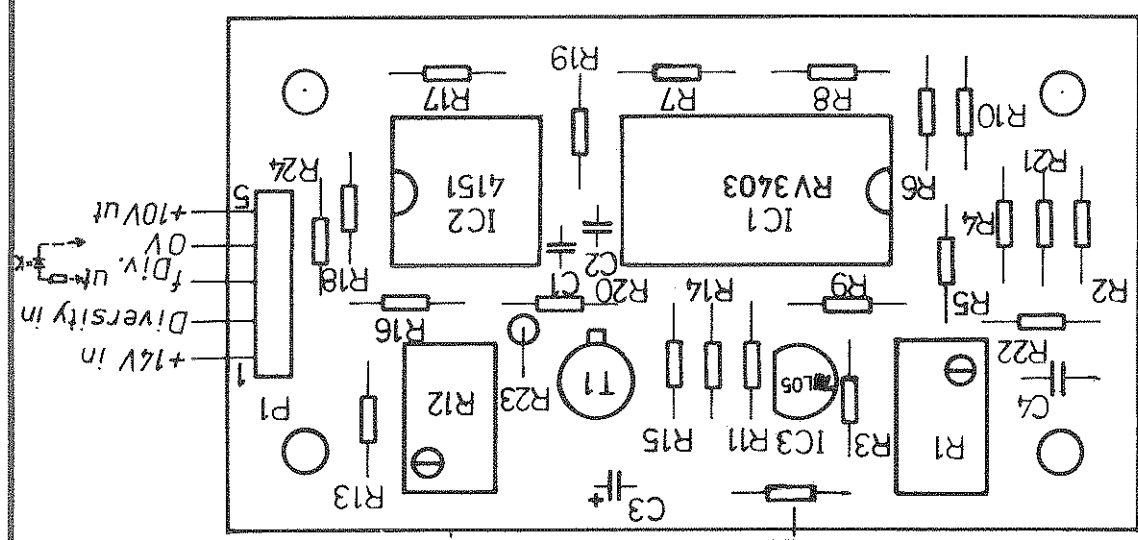 C3
R13
R1
R3
IC3
R11
R15
P1
C4
R12
R23
T1
L05
1
+14V in
R22
R16
Diversity in
R2
R5
R9
R14
R20
C1
R18
f Div. ut
C2
0V
R4
IC1
RV3403
IC2
4151
+10V ut
5
R6
R21
R24
R10
R8
R7
R17
R19